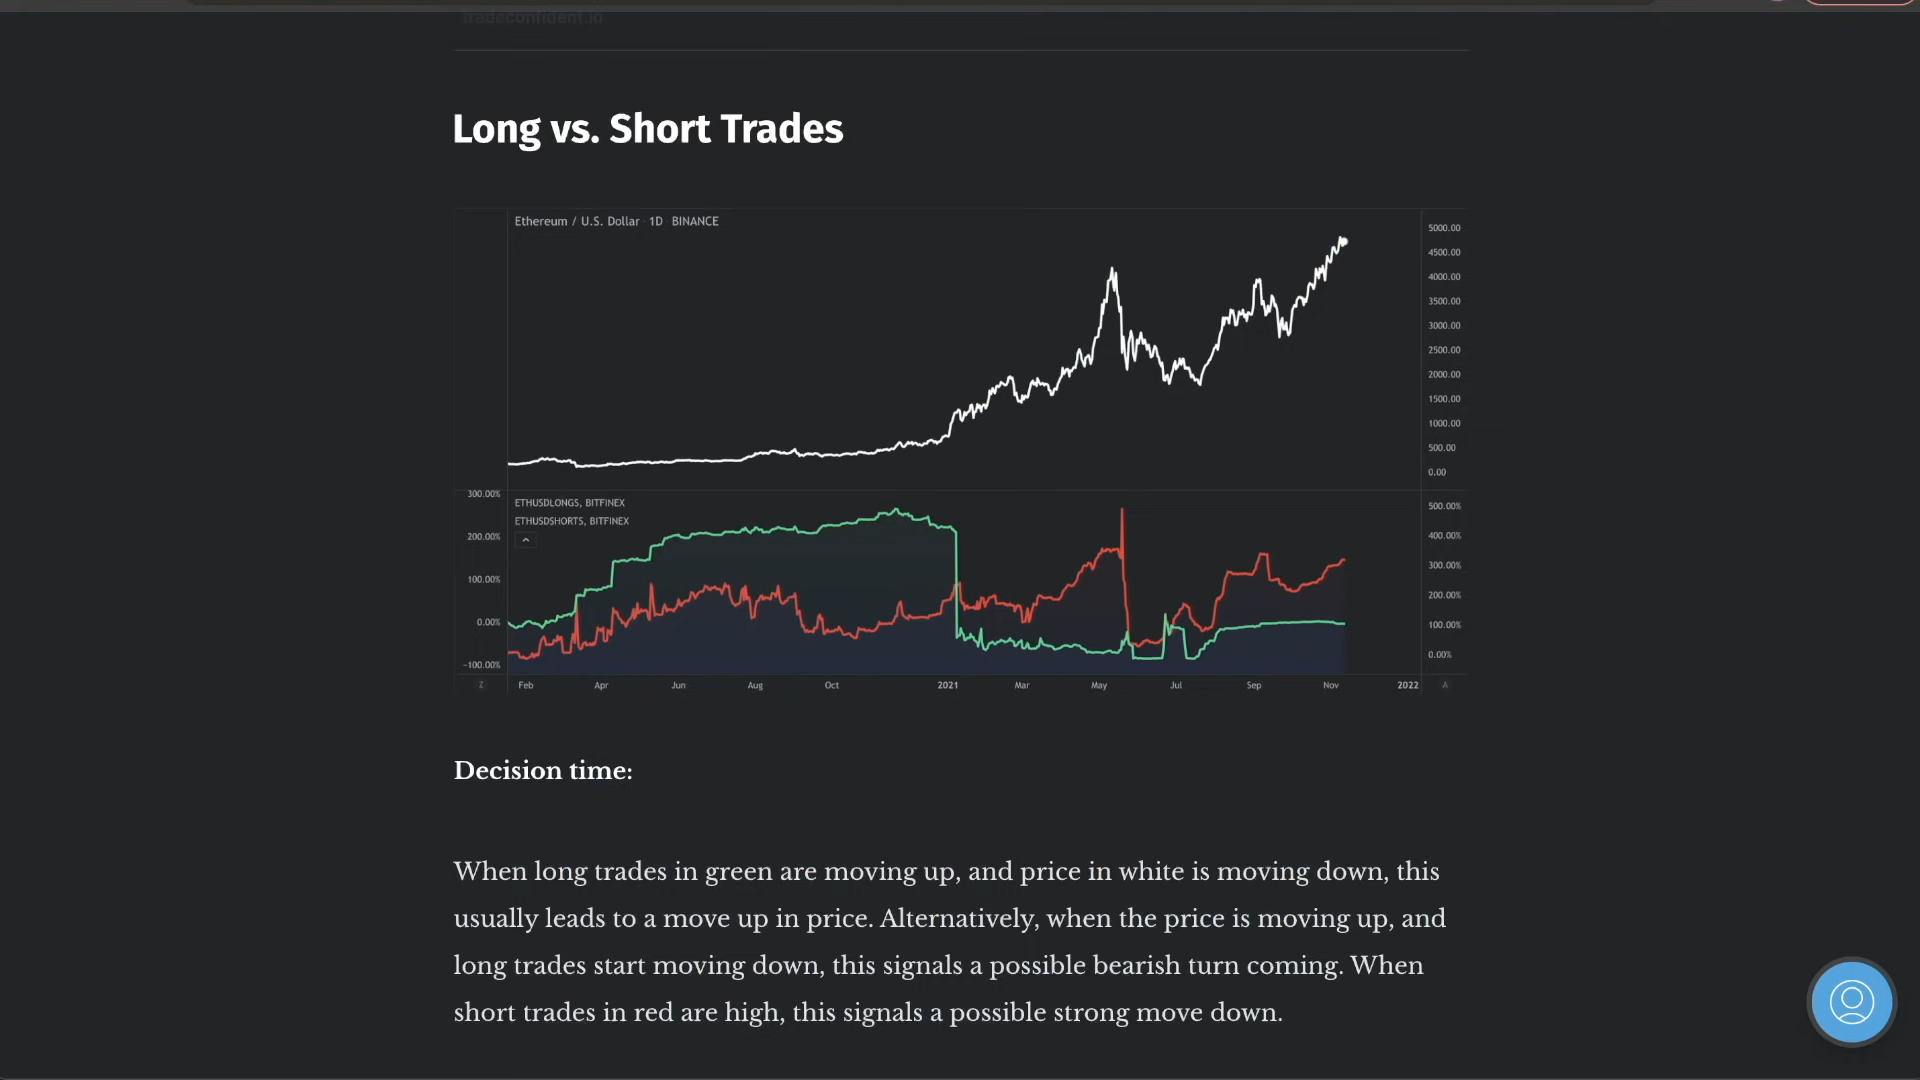 tradeconfident.io
Long vs. Short Trades
Ethereum / U.S. Dollar 1D BINANCE
5000.00
4500.00
4000.00
3500.00
3000.00
2500.00
2000.00
1500.00
1000.00
500.00
0.00
300.00%
200.00%
100.00%
0.00%
-100.00%
ETHUSDLONGS, BITFINEX
ETHUSDSHORTS, BITFINEX
500.00%
400.00%
300.00%
200.00%
100.00%
0.00%
Z Feb Apr Jun Aug Oct 2021 Mar May Jul Sep Nov 2022 A
Decision time:
When long trades in green are moving up, and price in white is moving down, this
usually leads to a move up in price. Alternatively, when the price is moving up, and
long trades start moving down, this signals a possible bearish turn coming. When
short trades in red are high, this signals a possible strong move down.